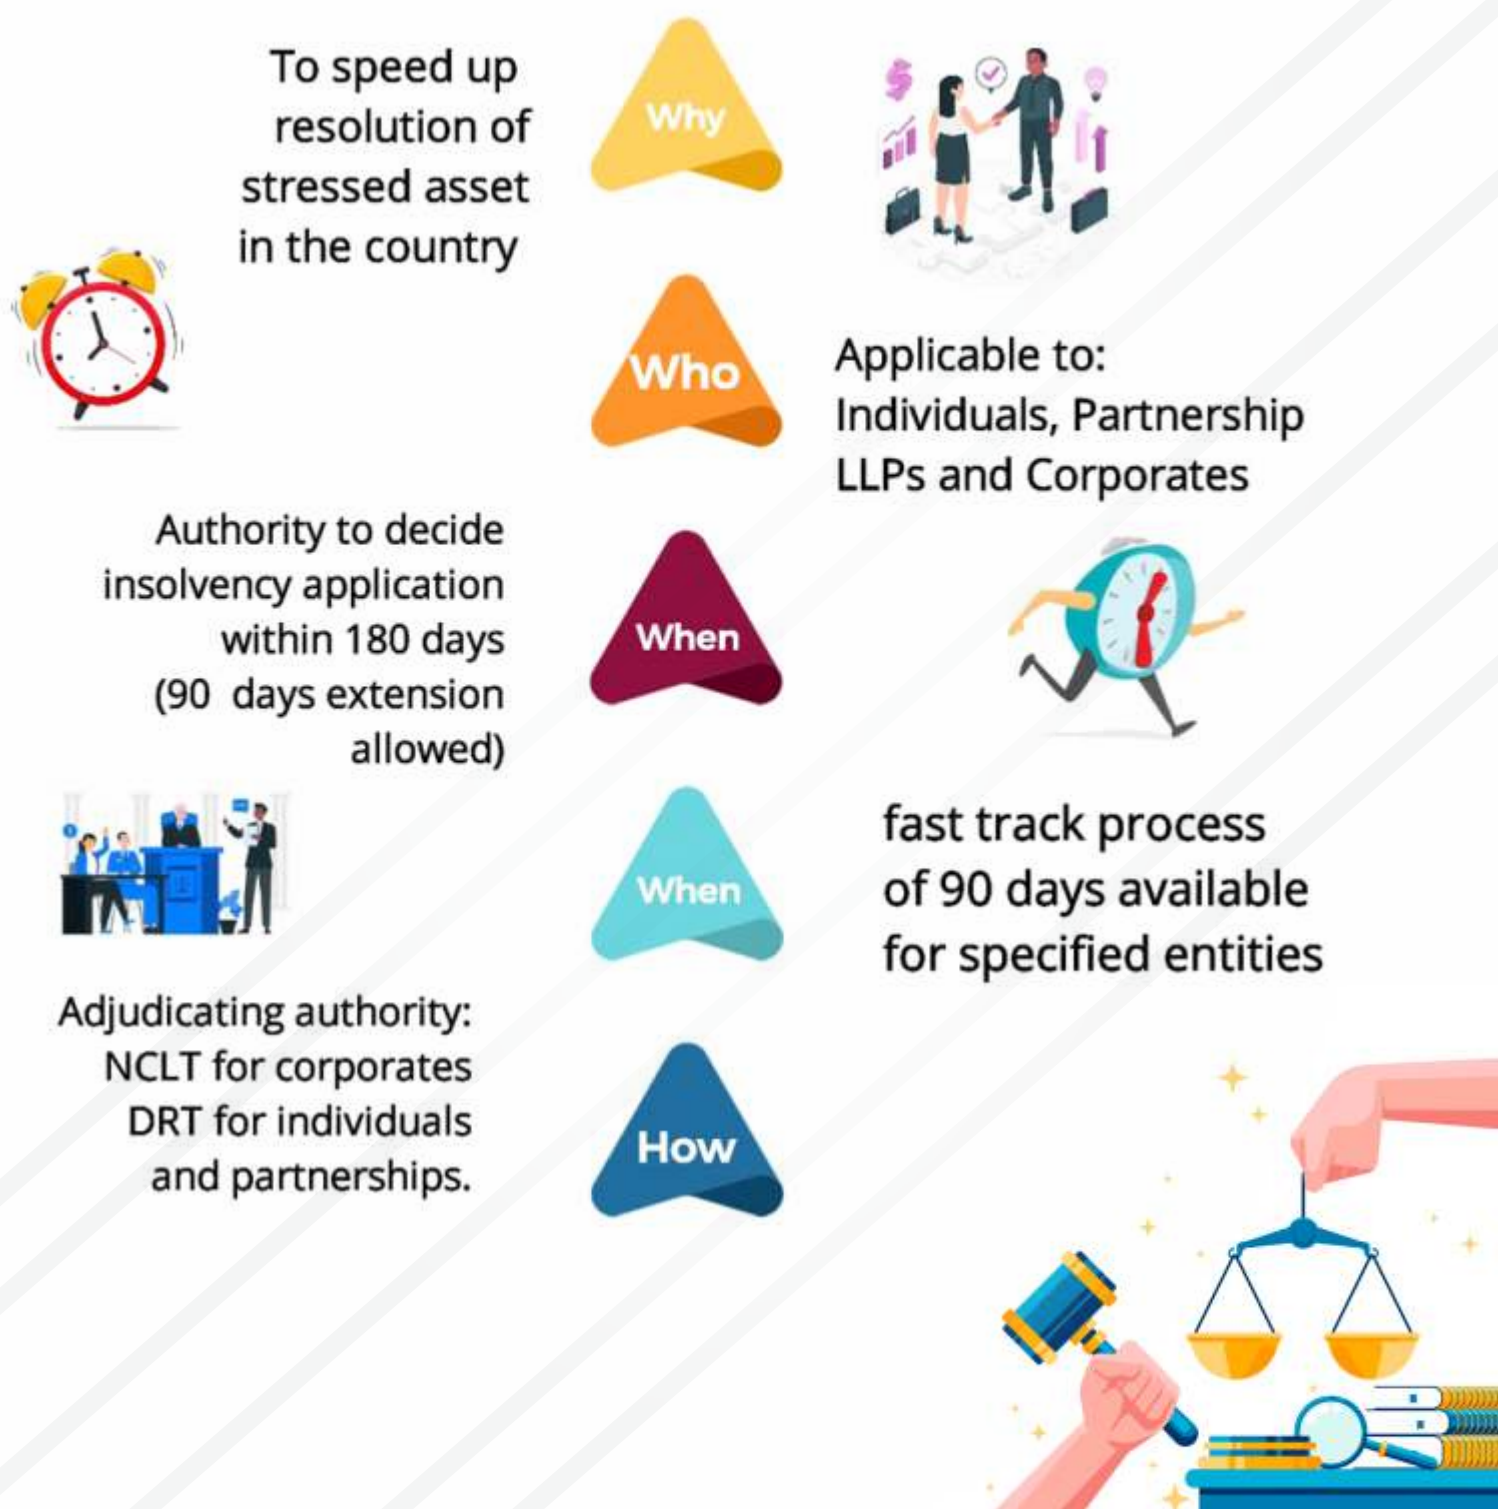 To speed up
resolution of
stressed asset
in the country
Why
Who
Applicable to:
Individuals, Partnership
LLPs and Corporates
Authority to decide
insolvency application
within 180 days
(90 days extension
allowed)
When
When
fast track process
of 90 days available
for specified entities
Adjudicating authority:
NCLT for corporates
DRT for individuals
and partnerships.
How